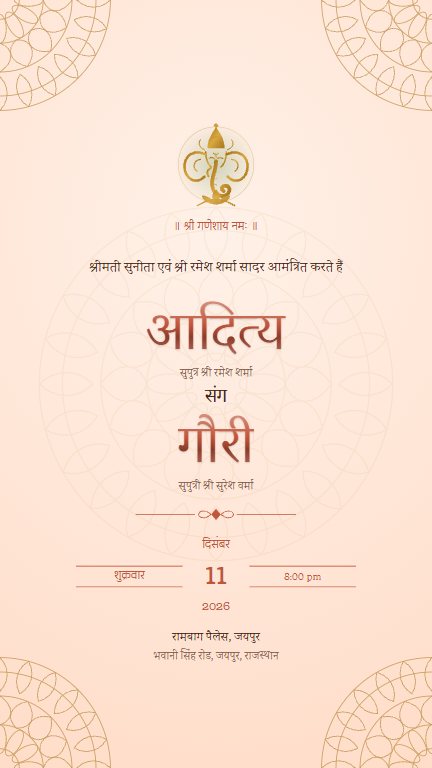 ॥ श्री गणेशाय नमः ॥
श्रीमती सुनीता एवं श्री रमेश शर्मा सादर आमंत्रित करते हैं
आदित्य
सुपुत्र श्री रमेश शर्मा
संग
गौरी
सुपुत्री श्री सुरेश वर्मा
दिसंबर
शुक्रवार 11 8:00 pm
2026
रामबाग पैलेस, जयपुर
भवानी सिंह रोड, जयपुर, राजस्थान